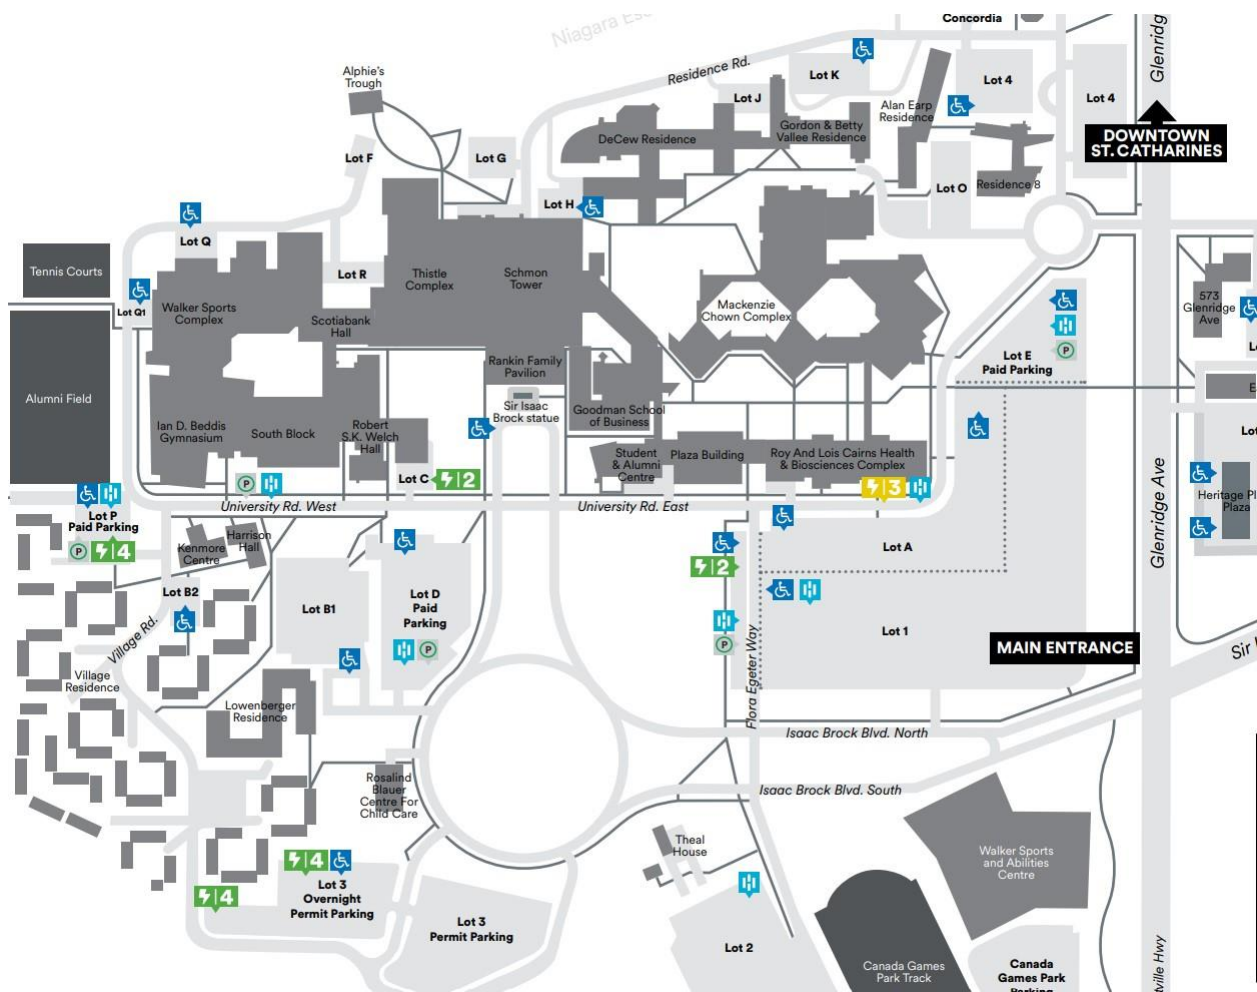 Niagara Es
Concordia
Glenridg
Alphie's
Trough
Residence Rd.
Lot K
Lot 4
Lot 4
Lot J
Alan Earp
Residence
DOWNTOWN
ST. CATHARINES
DeCew Residence
Gordon & Betty
Vallee Residence
Lot F
Lot G
Lot O
Residence 8
Lot H
Lot Q
Tennis Courts
Lot R
Thistle
Complex
Schmon
Tower
Lot Q1
Walker Sports
Complex
Scotiabank
Hall
Mackenzie
Chown Complex
573
Glenridge
Ave
P
Lot E
Paid Parking
Lo
Rankin Family
Pavilion
Alumni Field
E
Sir Isaac
Brock statue
Goodman School
of Business
Ian D. Beddis
Gymnasium
South Block
Robert
S.K. Welch
Hall
Lot
Student
& Alumni
Centre
Plaza Building
Roy And Lois Cairns Health
& Biosciences Complex
Lot C
2
P
3
Heritage Pl
Plaza
University Rd. West
University Rd. East
Glenridge Ave
Lot P
Paid Parking
P
4
Kenmore
Centre
Harrison
Hall
Lot A
2
Lot B2
Lot B1
Lot D
Paid
Parking
P
Lot 1
P
Village Rd.
Flora Egeter Way
MAIN ENTRANCE
Sir
Village
Residence
Lowenberger
Residence
Isaac Brock Blvd. North
Rosalind
Blauer
Centre For
Child Care
Isaac Brock Blvd. South
Theal
House
Walker Sports
and Abilities
Centre
4
4
Lot 3
Overnight
Permit Parking
Lot 3
Permit Parking
Lot 2
Canada Games
Park Track
Canada
Games Park
Parking
tville Hwy